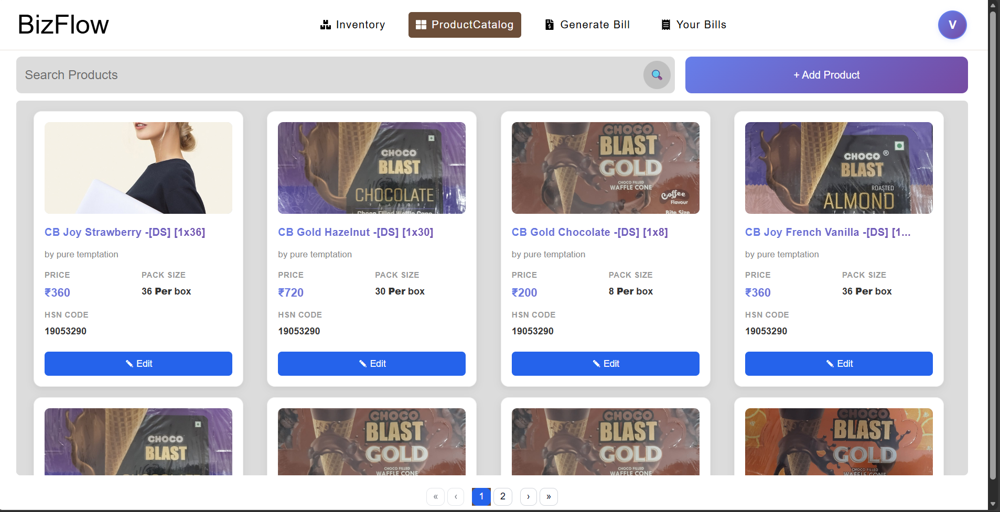 BizFlow
Inventory
ProductCatalog
Generate Bill
Your Bills
V
Search Products
+ Add Product
CHOCO
BLAST
CHOCOLATE
FLAVOR
Choco Filled Waffle Cone
CHOCO
BLAST
GOLD
CHOCO FILLED
WAFFLE CONE
Coffee
Flavour
Bite Size
CHOCO ®
BLAST
ROASTED
ALMOND
FLAVOR
CB Joy Strawberry -[DS] [1x36]
by pure temptation
PRICE
PACK SIZE
₹360
36 Per box
HSN CODE
19053290
Edit
CB Gold Hazelnut -[DS] [1x30]
by pure temptation
PRICE
PACK SIZE
₹720
30 Per box
HSN CODE
19053290
Edit
CB Gold Chocolate -[DS] [1x8]
by pure temptation
PRICE
PACK SIZE
₹200
8 Per box
HSN CODE
19053290
Edit
CB Joy French Vanilla -[DS] [1...
by pure temptation
PRICE
PACK SIZE
₹360
36 Per box
HSN CODE
19053290
Edit
CHOCO
BLAST
CHOCO
BLAST
GOLD
CHOCO FILLED
WAFFLE CONE
CHOCO
BLAST
GOLD
CHOCO FILLED
WAFFLE CONE
CHOCO
BLAST
GOLD
CHOCO FILLED
WAFFLE CONE
« ‹ 1 2 › »